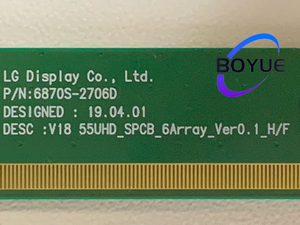 BOYUE
LG Display Co., Ltd.
P/N:6870S-2706D
DESIGNED : 19.04.01
DESC :V18 55UHD_SPCB_6Array_Ver0.1_H/F